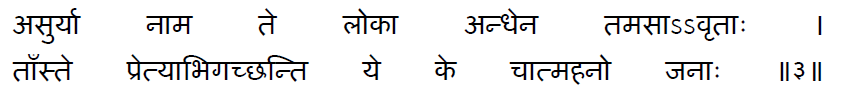 असुर्या नाम ते लोका अन्धेन तमसाऽऽवृताः ।
ताँस्ते प्रेत्याभिगच्छन्ति ये के चात्महनो जनाः ॥३॥